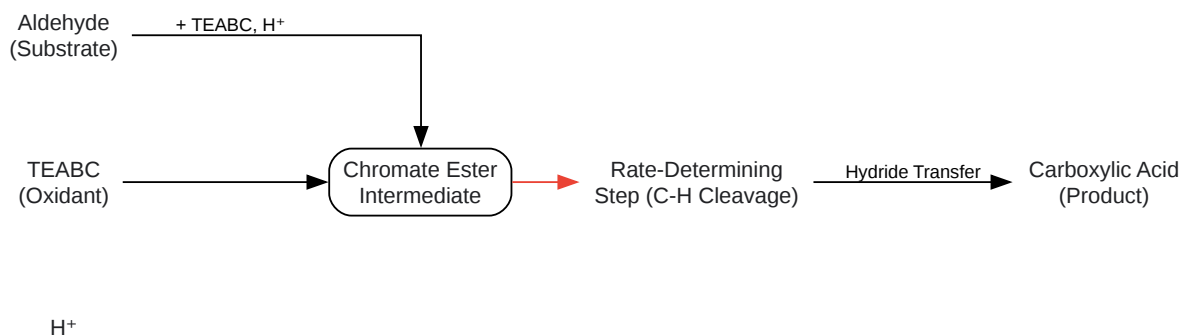 Aldehyde
(Substrate)
+ TEABC, H⁺
TEABC
(Oxidant)
Chromate Ester
Intermediate
Rate-Determining
Step (C-H Cleavage)
Hydride Transfer
Carboxylic Acid
(Product)
H⁺